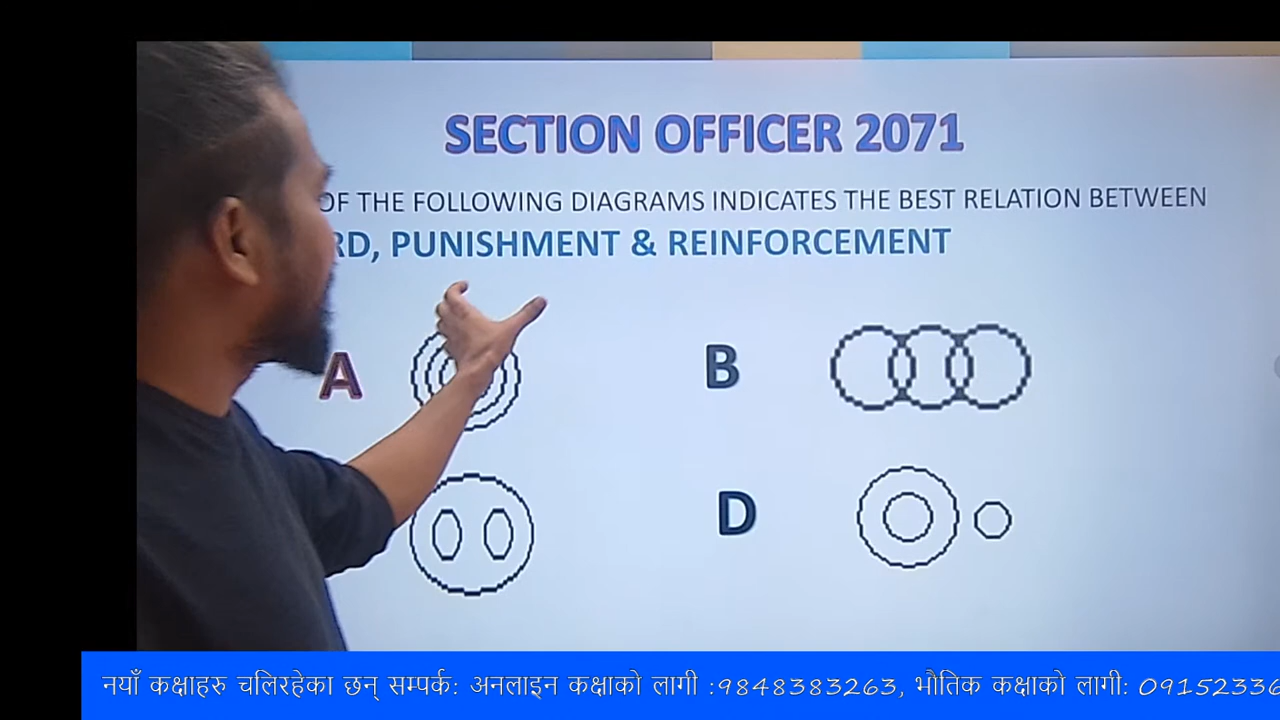 SECTION OFFICER 2071
OF THE FOLLOWING DIAGRAMS INDICATES THE BEST RELATION BETWEEN
RD, PUNISHMENT & REINFORCEMENT
A
B
D
नयाँ कक्षाहरु चलिरहेका छन् सम्पर्क: अनलाइन कक्षाको लागी :9848383263, भौतिक कक्षाको लागी: 09152336